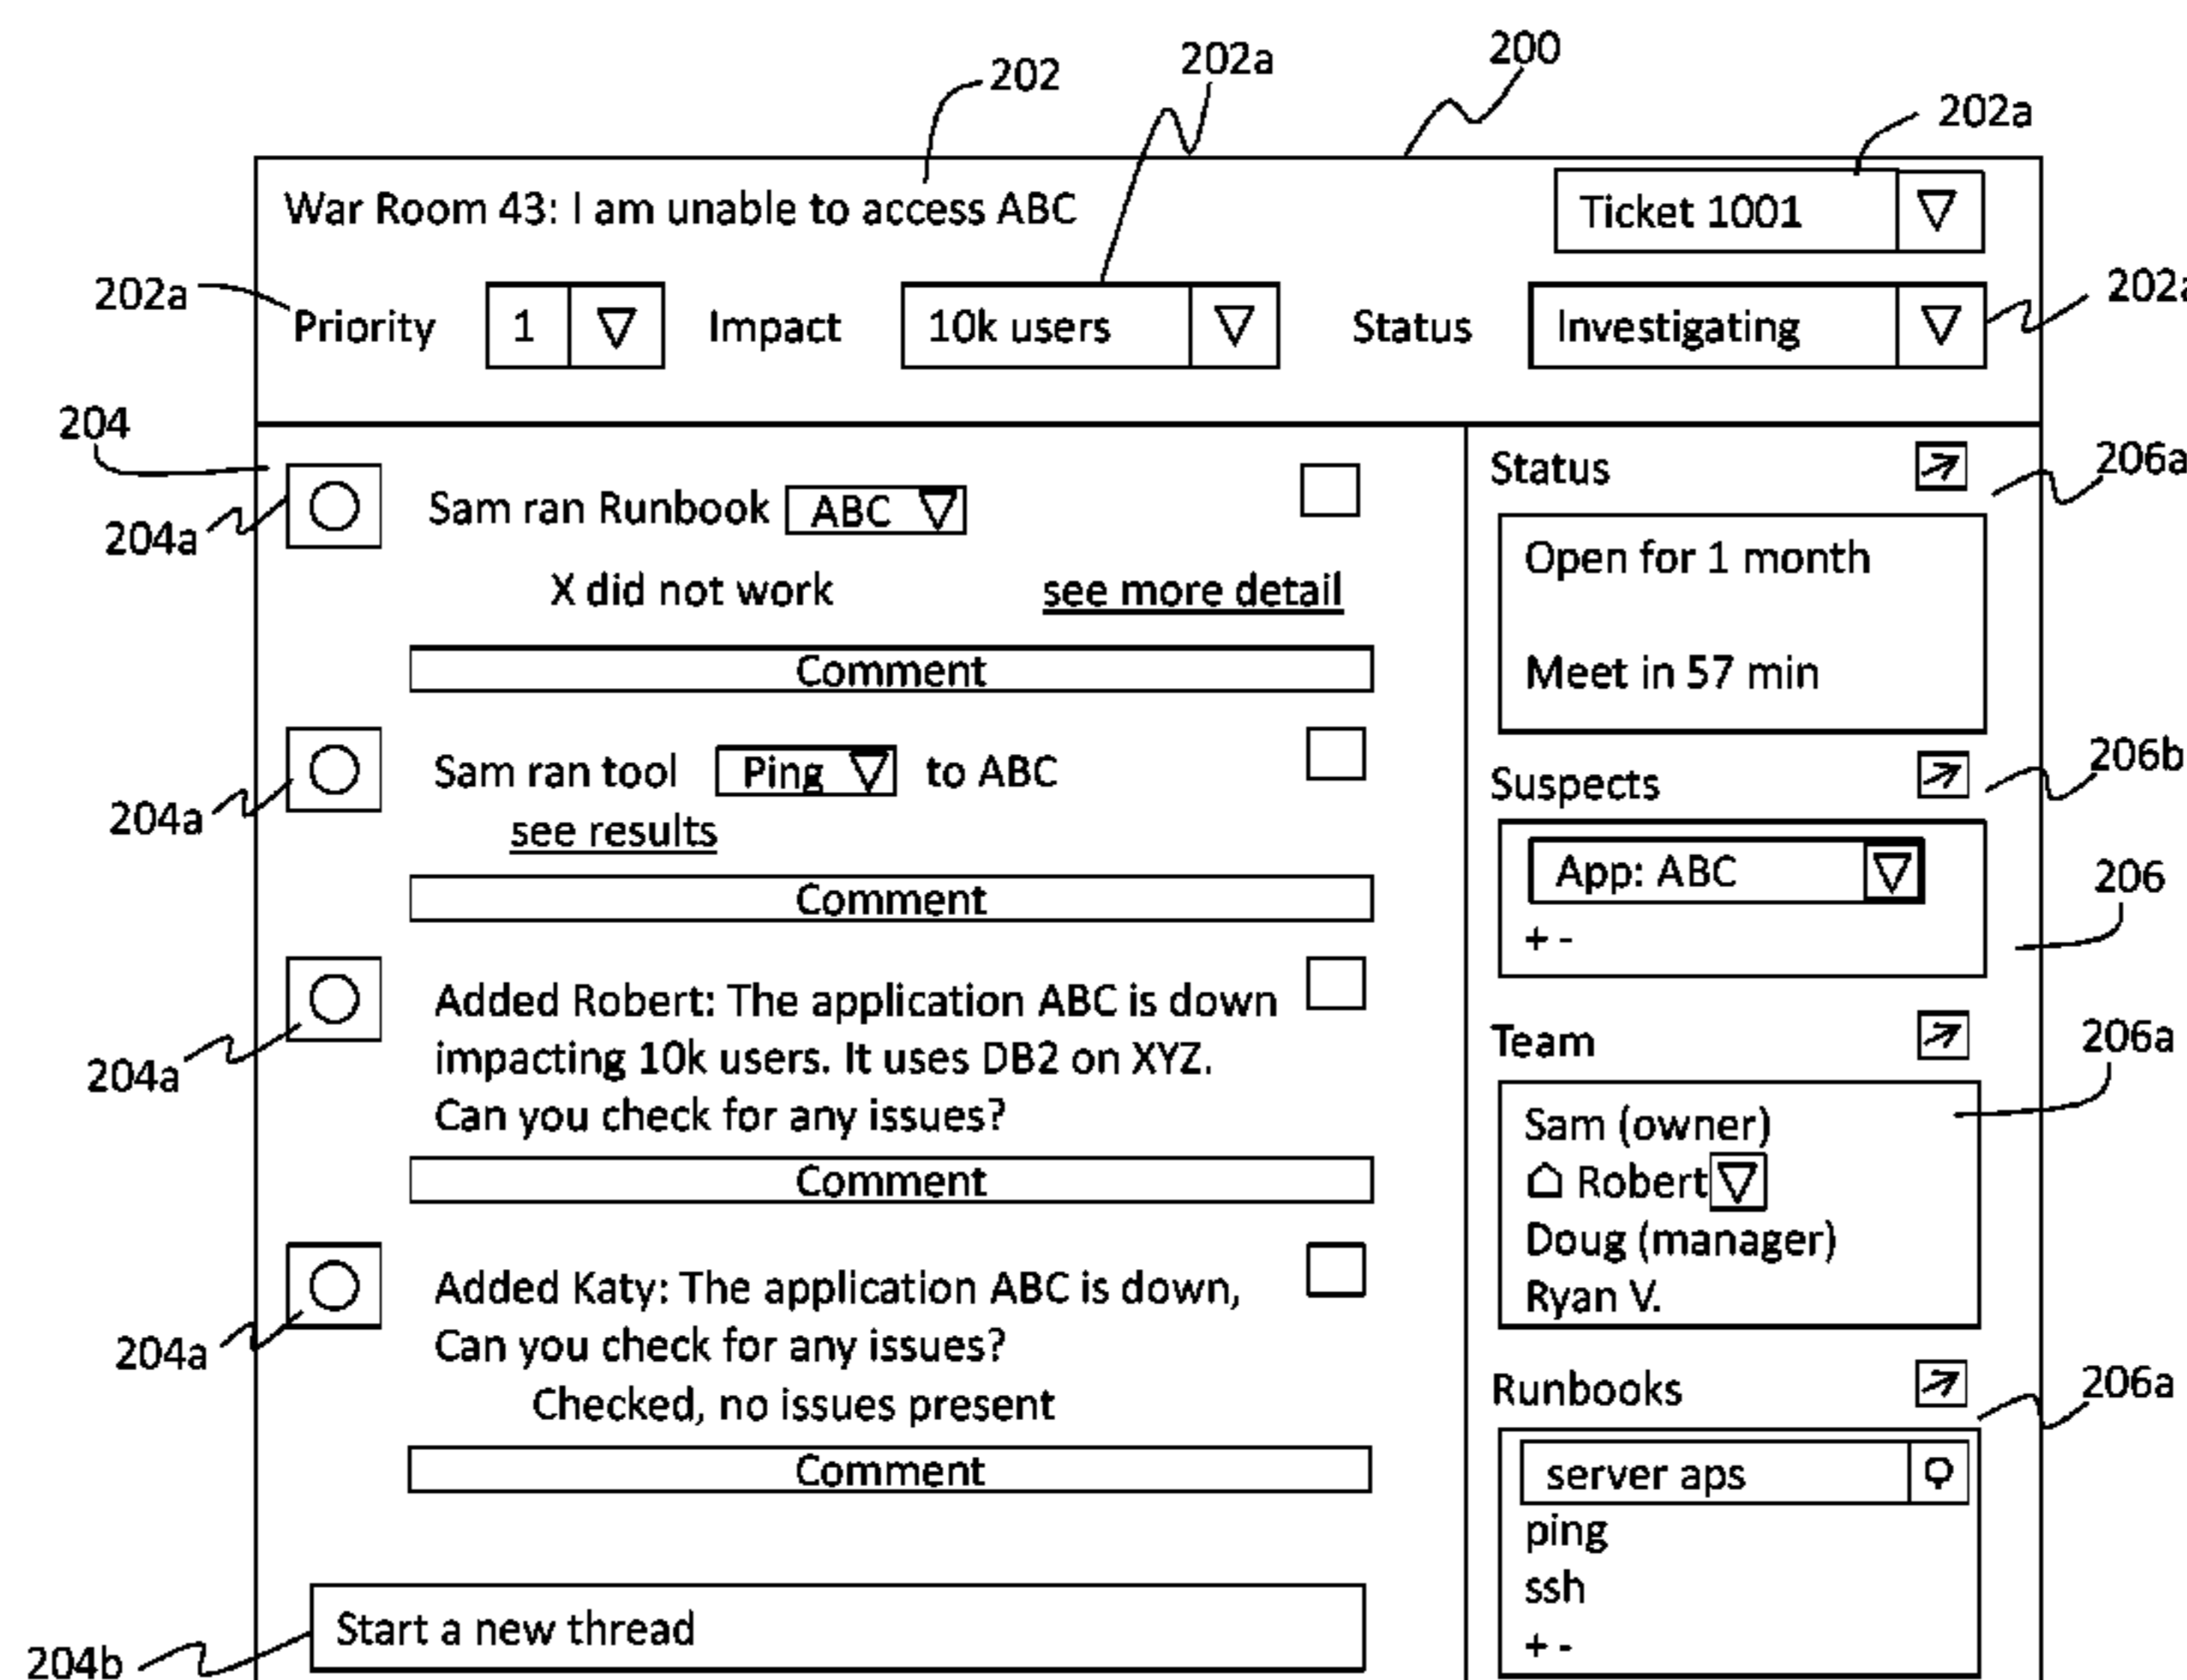 200
202
202a
202a
War Room 43: I am unable to access ABC
Ticket 1001
202a
Priority
1
Impact
10k users
Status
Investigating
202a
204
204a
Sam ran Runbook ABC
X did not work see more detail
Comment
204a
Sam ran tool Ping to ABC
see results
Comment
204a
Added Robert: The application ABC is down
impacting 10k users. It uses DB2 on XYZ.
Can you check for any issues?
Comment
204a
Added Katy: The application ABC is down,
Can you check for any issues?
Checked, no issues present
Comment
204b
Start a new thread
Status
206a
Open for 1 month
Meet in 57 min
Suspects
206b
App: ABC
+ -
206
Team
206a
Sam (owner)
Robert
Doug (manager)
Ryan V.
Runbooks
206a
server aps
ping
ssh
+ -